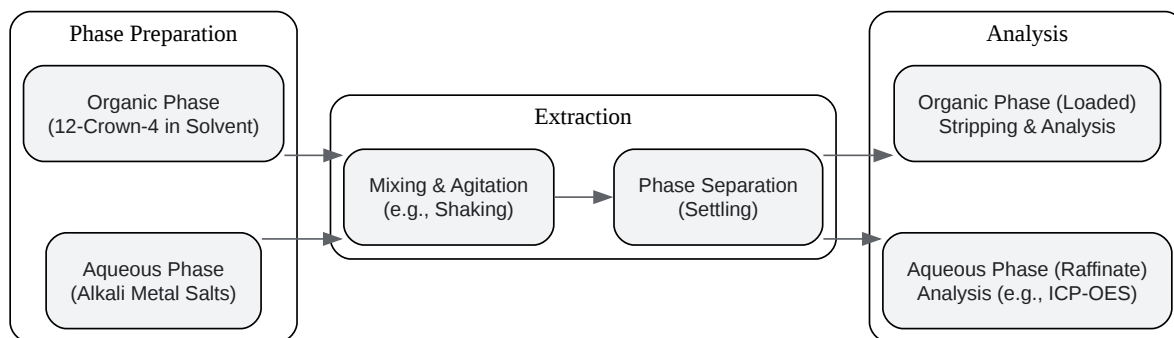 Phase Preparation
Organic Phase
(12-Crown-4 in Solvent)
Aqueous Phase
(Alkali Metal Salts)
Extraction
Mixing & Agitation
(e.g., Shaking)
Phase Separation
(Settling)
Analysis
Organic Phase (Loaded)
Stripping & Analysis
Aqueous Phase (Raffinate)
Analysis (e.g., ICP-OES)